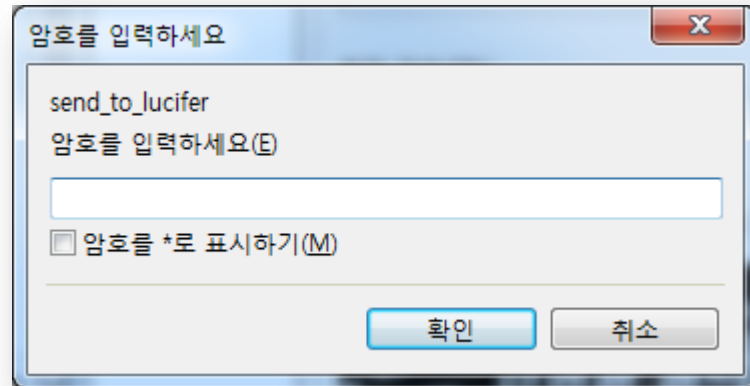 암호를 입력하세요
send_to_lucifer
암호를 입력하세요(E)
암호를 *로 표시하기(M)
확인
취소